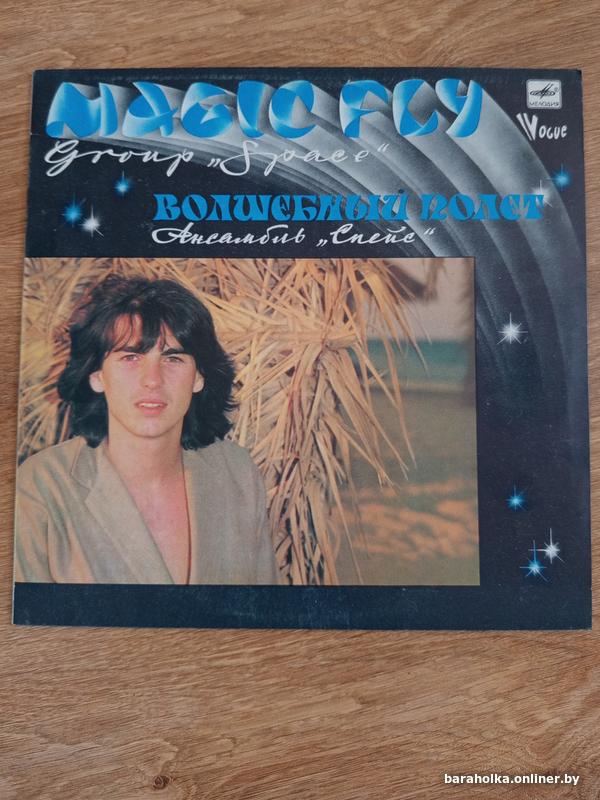 MAGIC FLY
МЕЛОДИЯ
Vogue
Group „Space“
ВОЛШЕБНЫЙ ПОЛЕТ
Ансамбль „Спейс“
baraholka.onliner.by